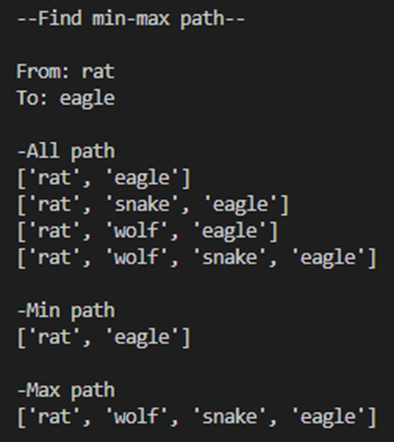 --Find min-max path--
From: rat
To: eagle
-All path
['rat', 'eagle']
['rat', 'snake', 'eagle']
['rat', 'wolf', 'eagle']
['rat', 'wolf', 'snake', 'eagle']
-Min path
['rat', 'eagle']
-Max path
['rat', 'wolf', 'snake', 'eagle']